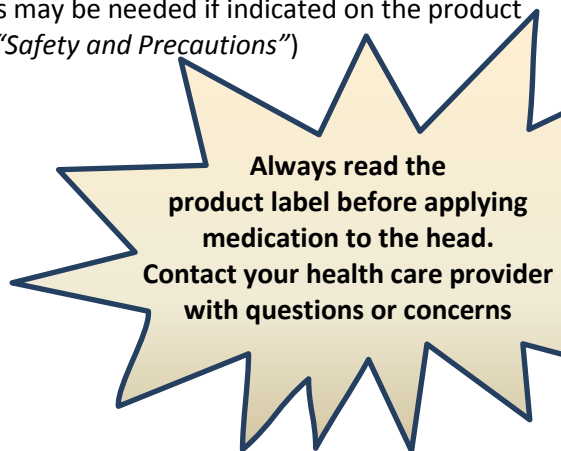 s may be needed if indicated on the product
“Safety and Precautions”)
Always read the
product label before applying
medication to the head.
Contact your health care provider
with questions or concerns